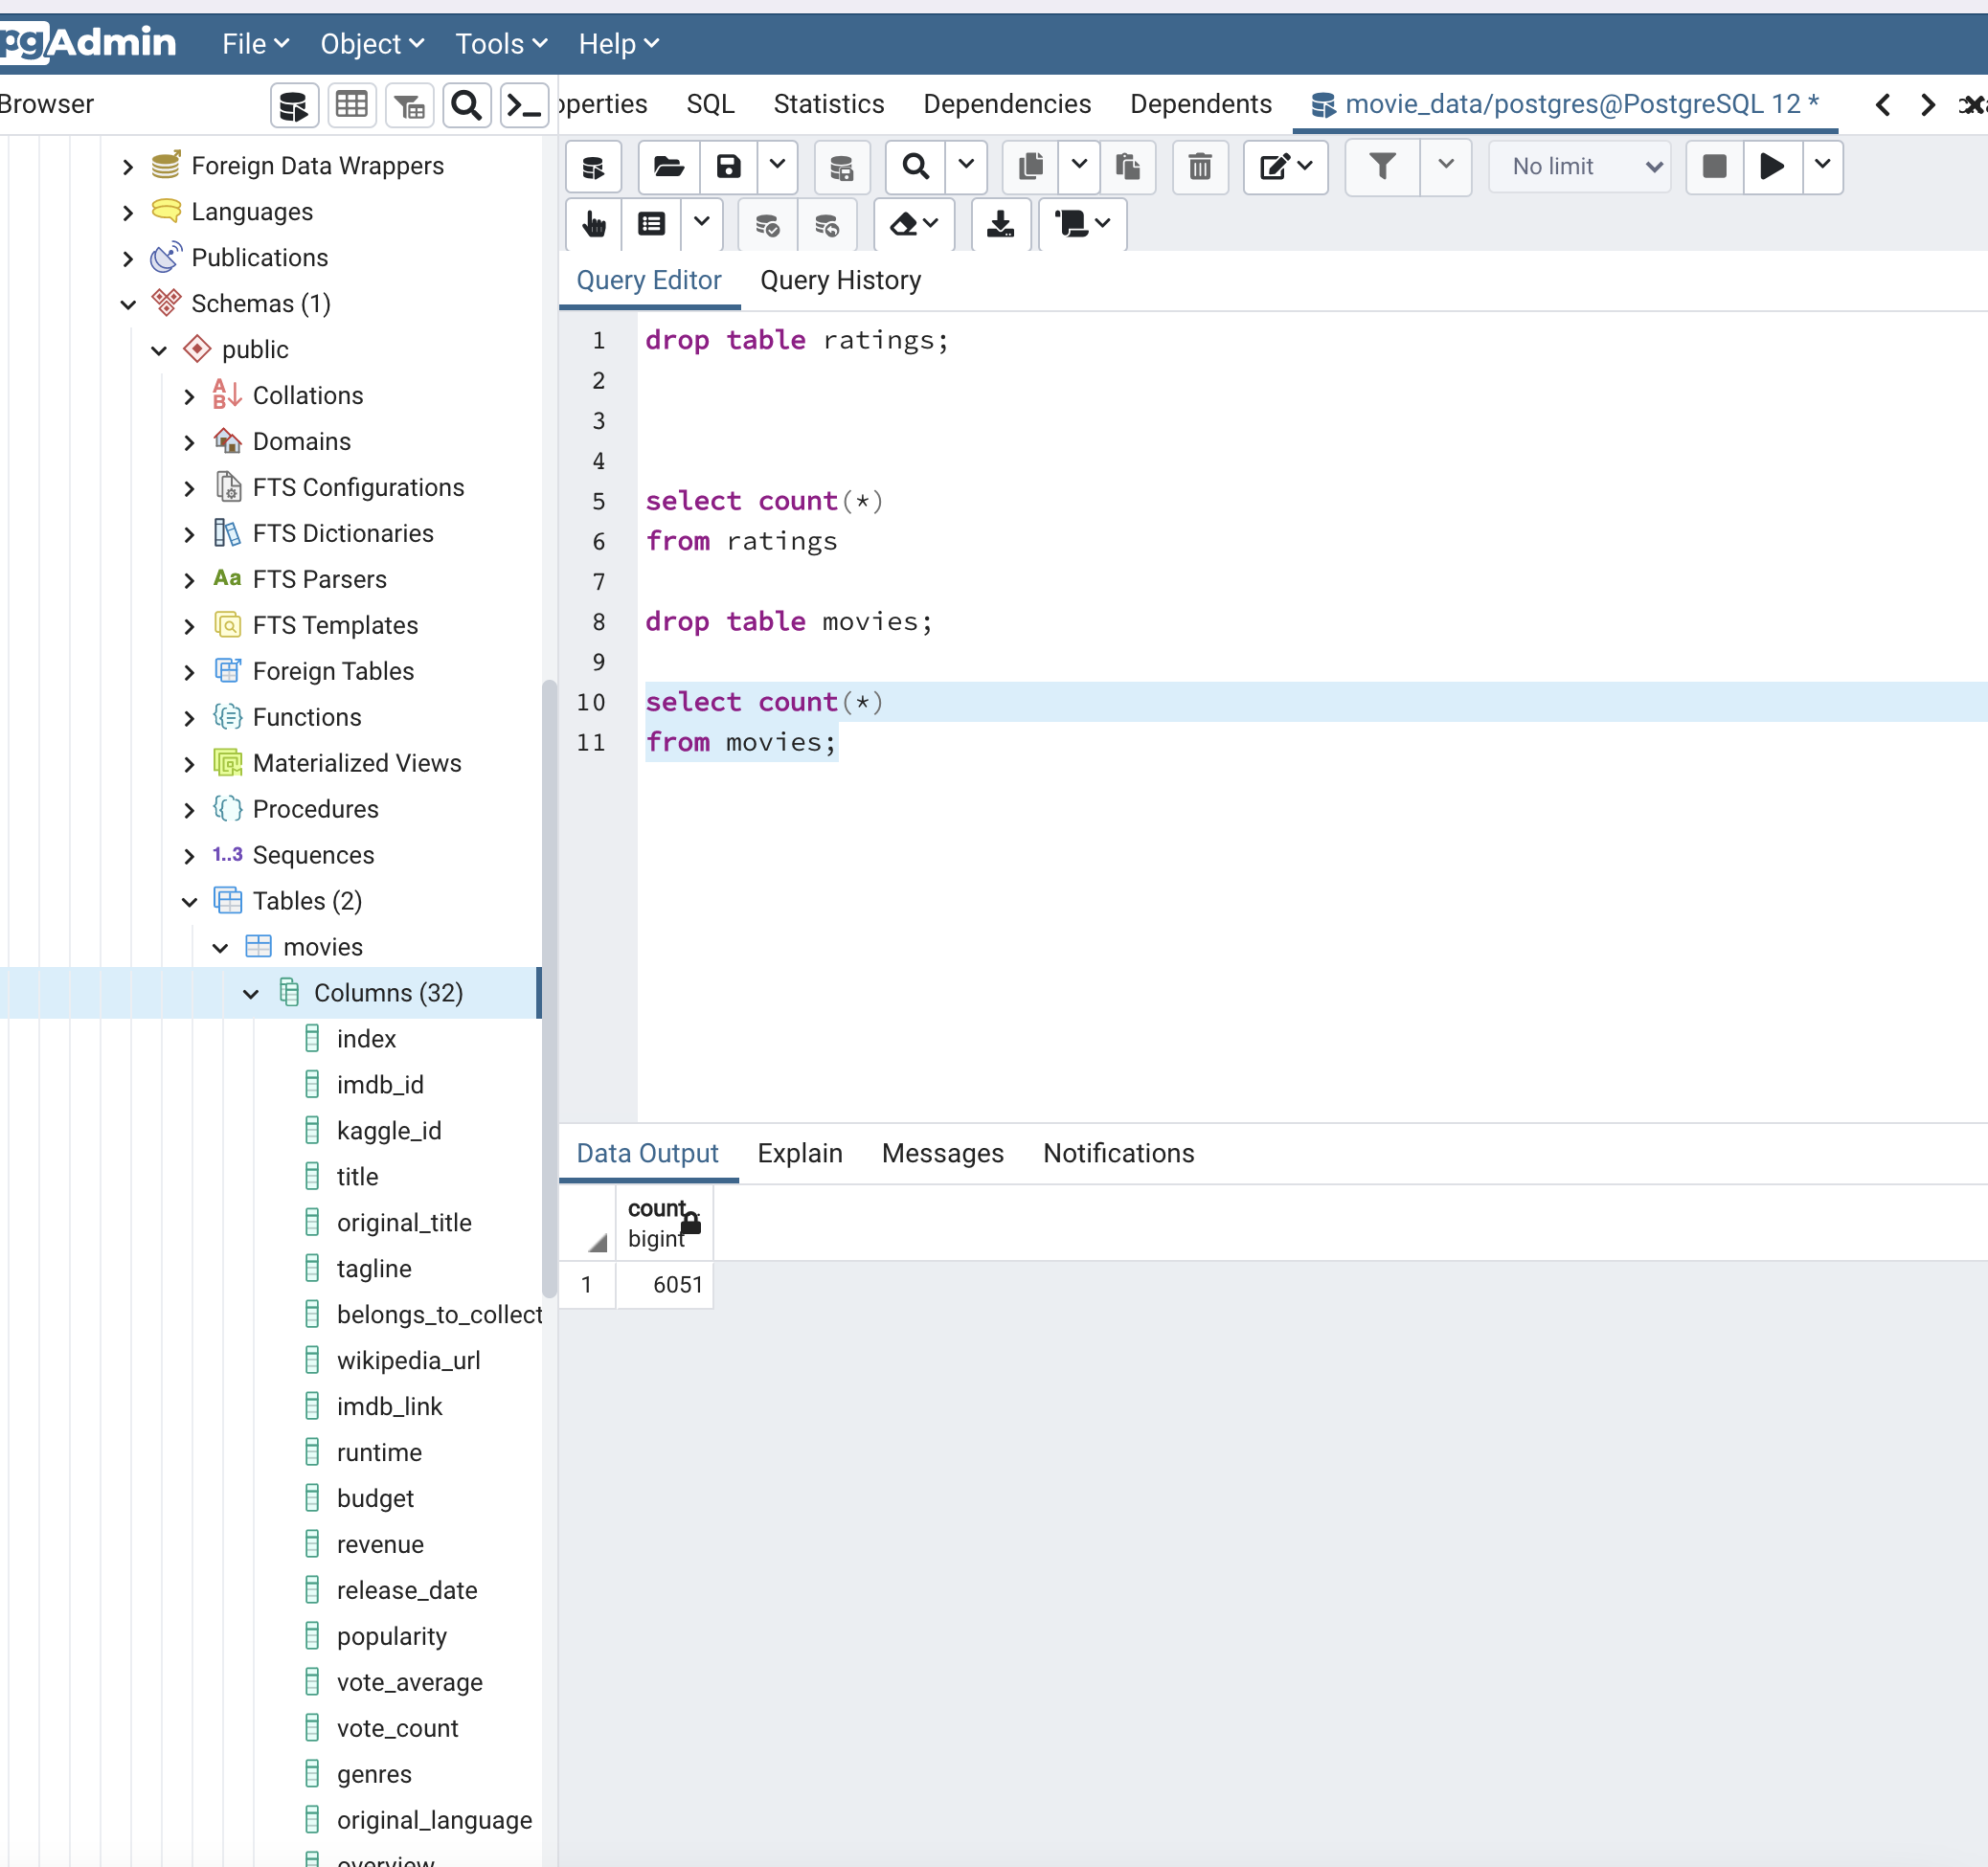 pgAdmin File Object Tools Help
Browser
operties SQL Statistics Dependencies Dependents movie_data/postgres@PostgreSQL 12 *
No limit
Foreign Data Wrappers
Languages
Publications
Schemas (1)
public
Collations
Domains
FTS Configurations
FTS Dictionaries
Aa FTS Parsers
FTS Templates
Foreign Tables
Functions
Materialized Views
Procedures
1..3 Sequences
Tables (2)
movies
Columns (32)
index
imdb_id
kaggle_id
title
original_title
tagline
belongs_to_collect
wikipedia_url
imdb_link
runtime
budget
revenue
release_date
popularity
vote_average
vote_count
genres
original_language
overview
Query Editor Query History
1 drop table ratings;
2
3
4
5 select count(*)
6 from ratings
7
8 drop table movies;
9
10 select count(*)
11 from movies;
Data Output Explain Messages Notifications
count
bigint
1 6051